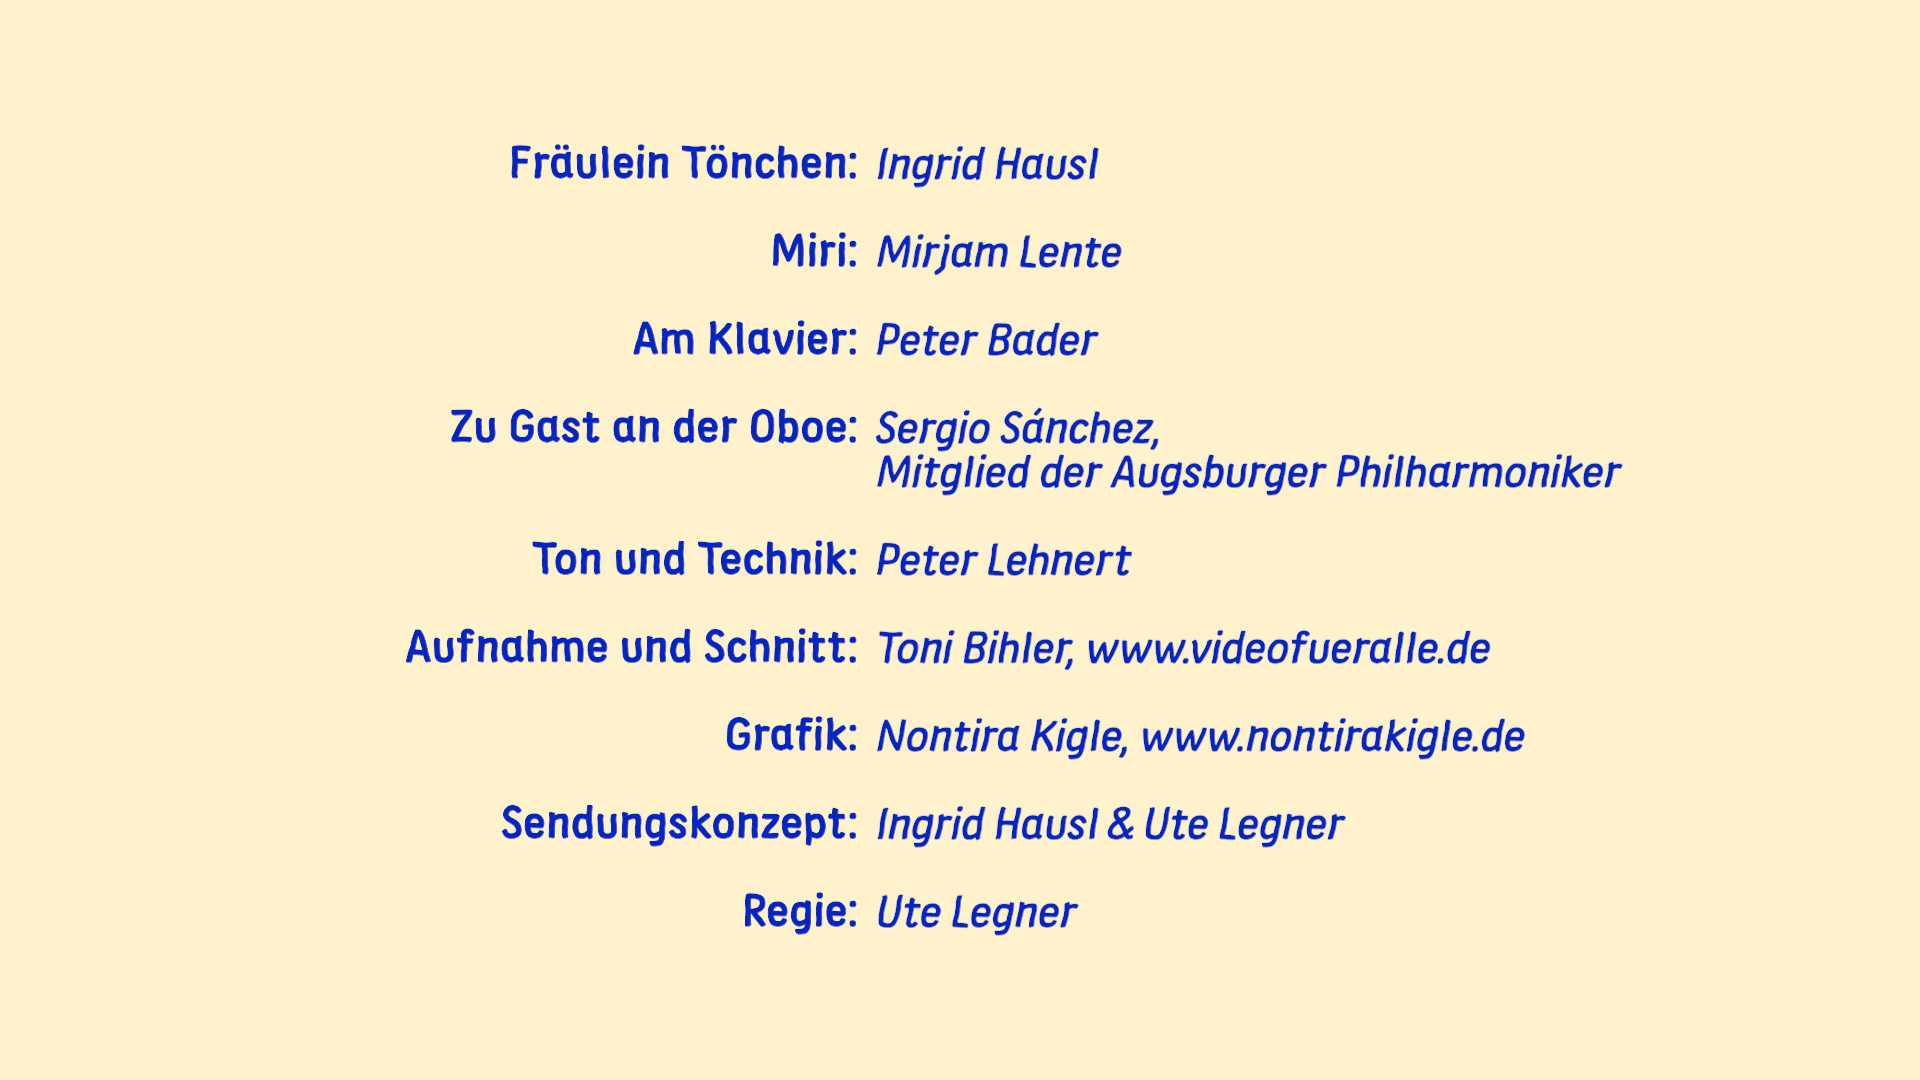 Fräulein Tönchen: Ingrid Hausl
Miri: Mirjam Lente
Am Klavier: Peter Bader
Zu Gast an der Oboe: Sergio Sánchez,
Mitglied der Augsburger Philharmoniker
Ton und Technik: Peter Lehnert
Aufnahme und Schnitt: Toni Bihler, www.videofueralle.de
Grafik: Nontira Kigle, www.nontirakigle.de
Sendungskonzept: Ingrid Hausl & Ute Legner
Regie: Ute Legner